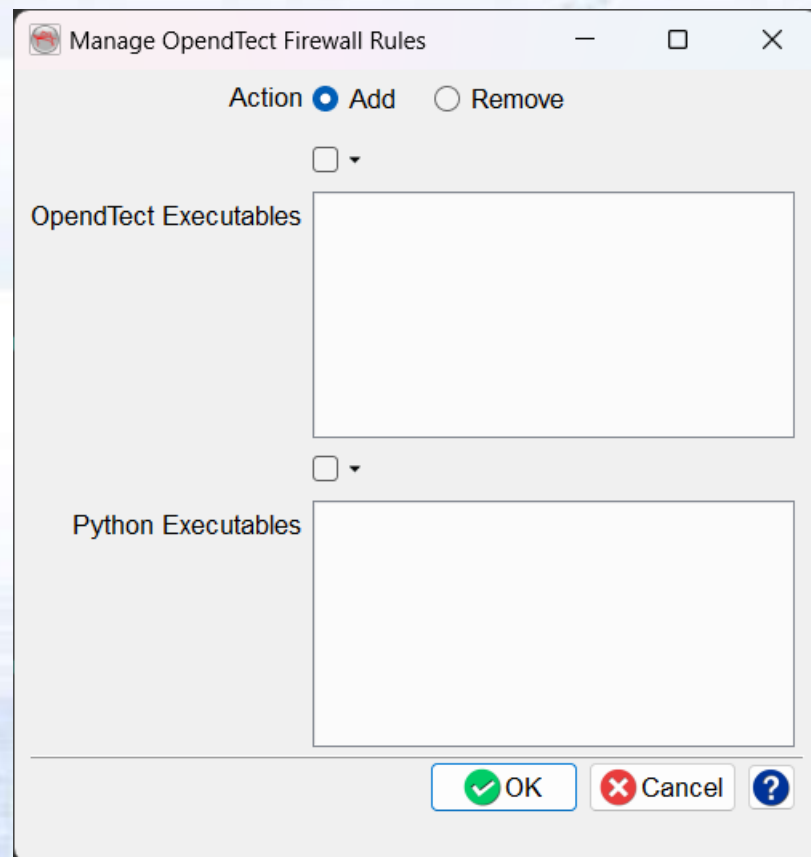 Manage OpendTect Firewall Rules
Action Add Remove
OpendTect Executables
Python Executables
OK Cancel ?